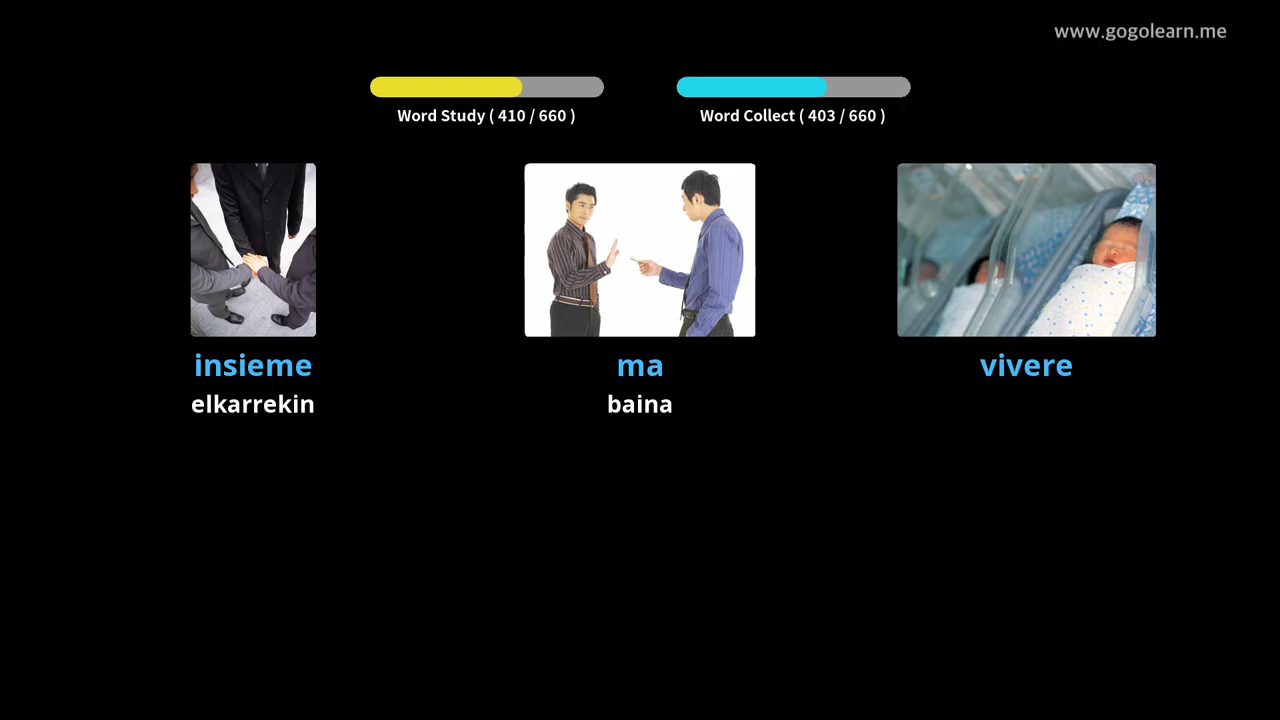 www.gogolearn.me
Word Study ( 410 / 660 )
Word Collect ( 403 / 660 )
insieme
ma
vivere
elkarrekin
baina